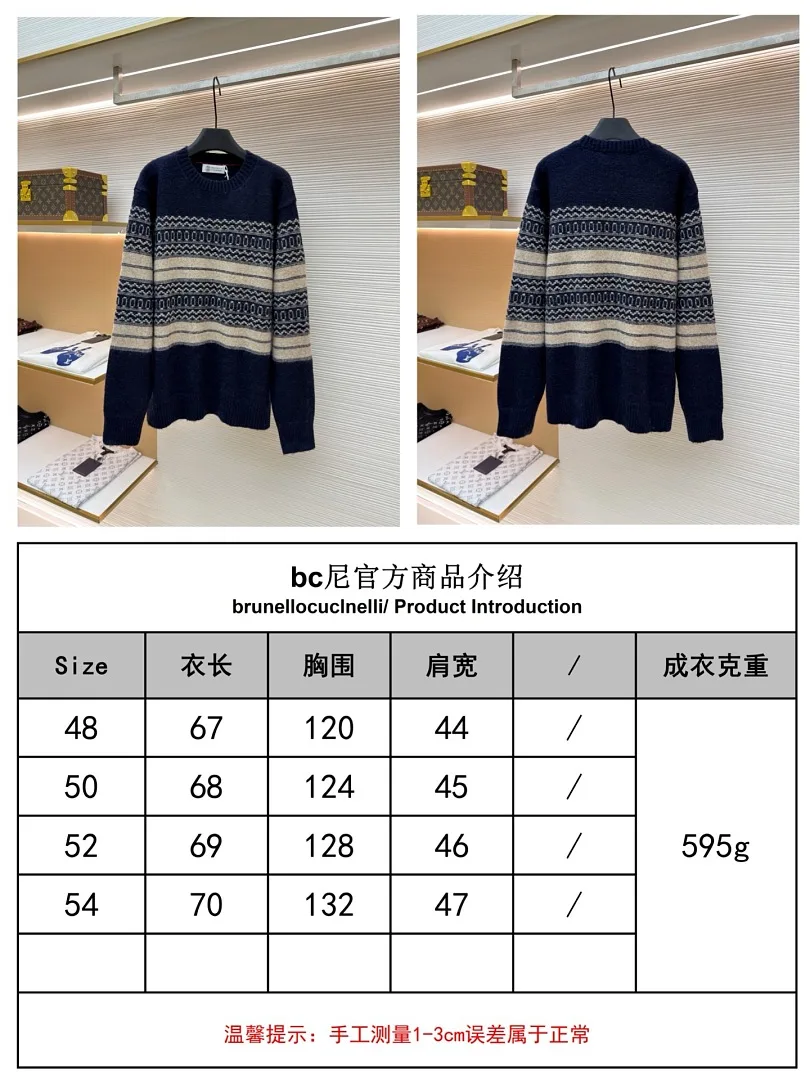 bc尼官方商品介绍
brunellocuclnelli/ Product Introduction
Size 衣长 胸围 肩宽 / 成衣克重
48 67 120 44 /
50 68 124 45 /
52 69 128 46 / 595g
54 70 132 47 /
温馨提示：手工测量1-3cm误差属于正常